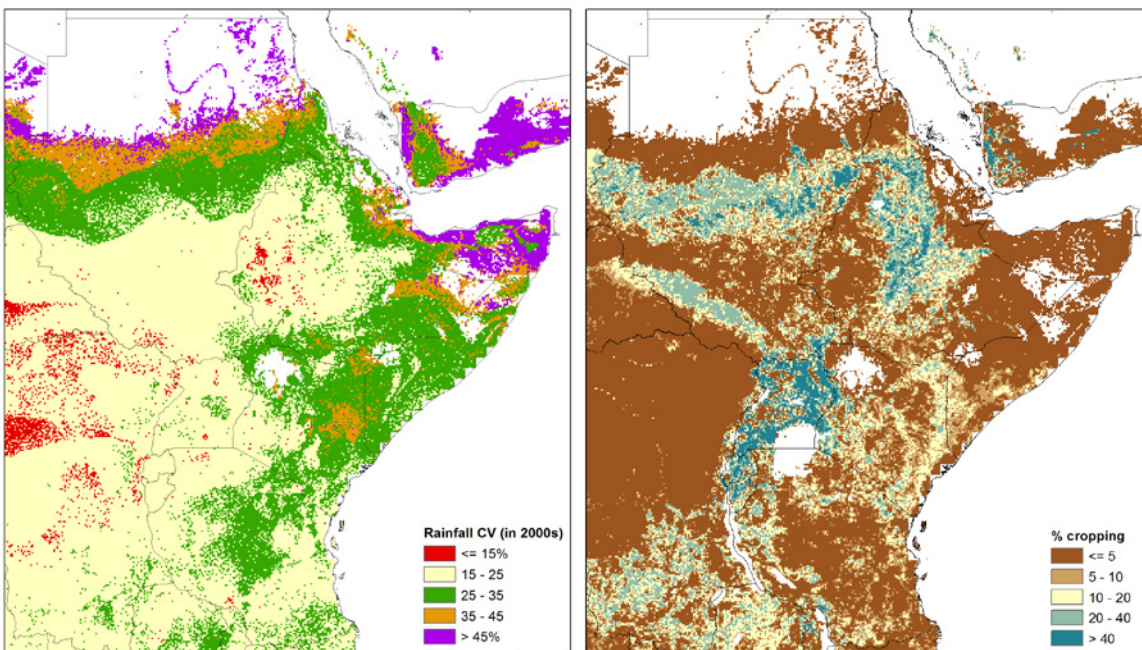 Rainfall CV (in 2000s)
<= 15%
15 - 25
25 - 35
35 - 45
> 45%
% cropping
<= 5
5 - 10
10 - 20
20 - 40
> 40